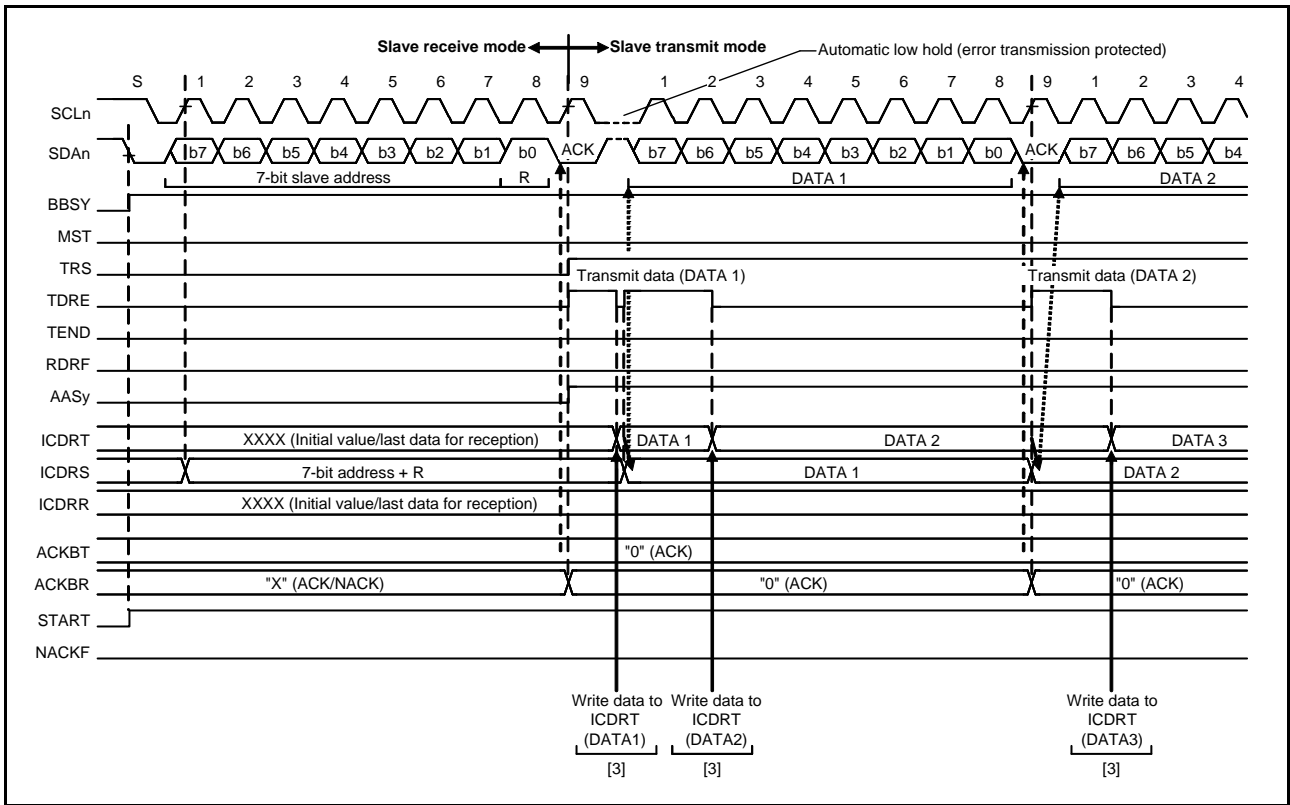 Slave receive mode Slave transmit mode Automatic low hold (error transmission protected)
S 1 2 3 4 5 6 7 8 9 1 2 3 4 5 6 7 8 9 1 2 3 4
SCLn
SDAn b7 b6 b5 b4 b3 b2 b1 b0 ACK b7 b6 b5 b4 b3 b2 b1 b0 ACK b7 b6 b5 b4
7-bit slave address R DATA 1 DATA 2
BBSY
MST
TRS
Transmit data (DATA 1) Transmit data (DATA 2)
TDRE
TEND
RDRF
AASy
ICDRT XXXX (Initial value/last data for reception) DATA 1 DATA 2 DATA 3
ICDRS 7-bit address + R DATA 1 DATA 2
ICDRR XXXX (Initial value/last data for reception)
ACKBT "0" (ACK)
ACKBR "X" (ACK/NACK) "0" (ACK) "0" (ACK)
START
NACKF
Write data to Write data to Write data to
ICDRT ICDRT ICDRT
(DATA1) (DATA2) (DATA3)
[3] [3] [3]